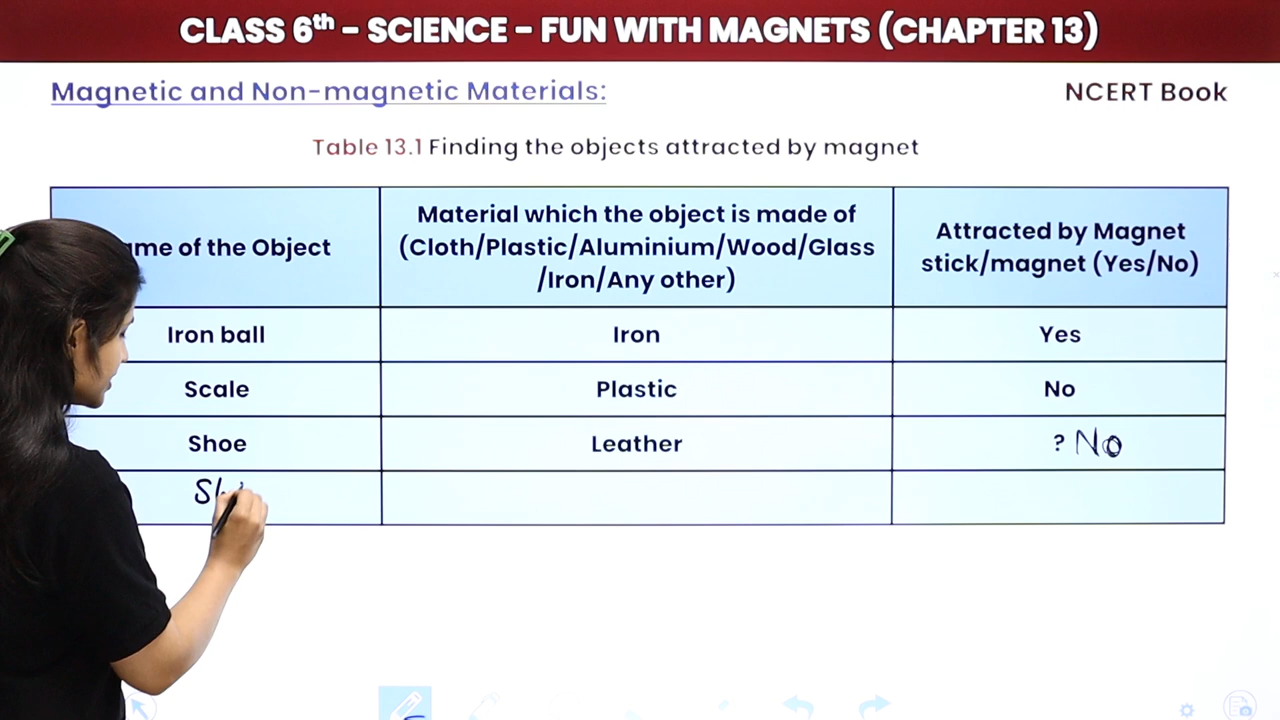 CLASS 6th - SCIENCE - FUN WITH MAGNETS (CHAPTER 13)
Magnetic and Non-magnetic Materials:
NCERT Book
Table 13.1 Finding the objects attracted by magnet
me of the Object
Material which the object is made of
(Cloth/Plastic/Aluminium/Wood/Glass
/Iron/Any other)
Attracted by Magnet
stick/magnet (Yes/No)
Iron ball
Iron
Yes
Scale
Plastic
No
Shoe
Leather
? No